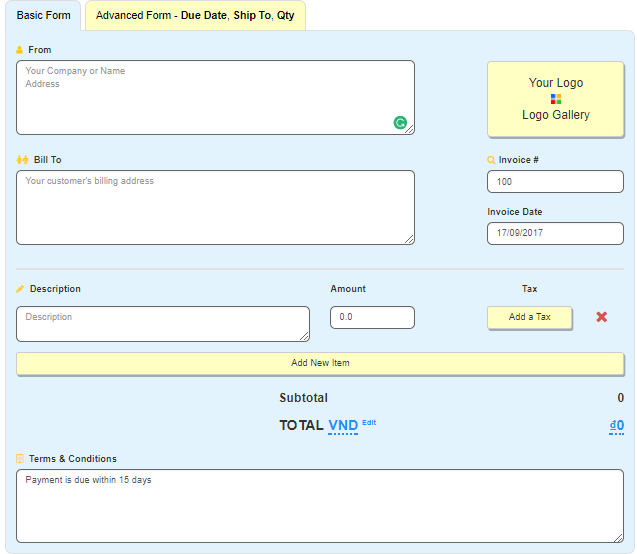 Basic Form
Advanced Form - Due Date, Ship To, Qty
From
Your Company or Name
Address
Your Logo
Logo Gallery
Bill To
Your customer's billing address
Invoice #
100
Invoice Date
17/09/2017
Description Amount Tax
Description 0.0 Add a Tax
Add New Item
Subtotal 0
TOTAL VND Edit đ0
Terms & Conditions
Payment is due within 15 days